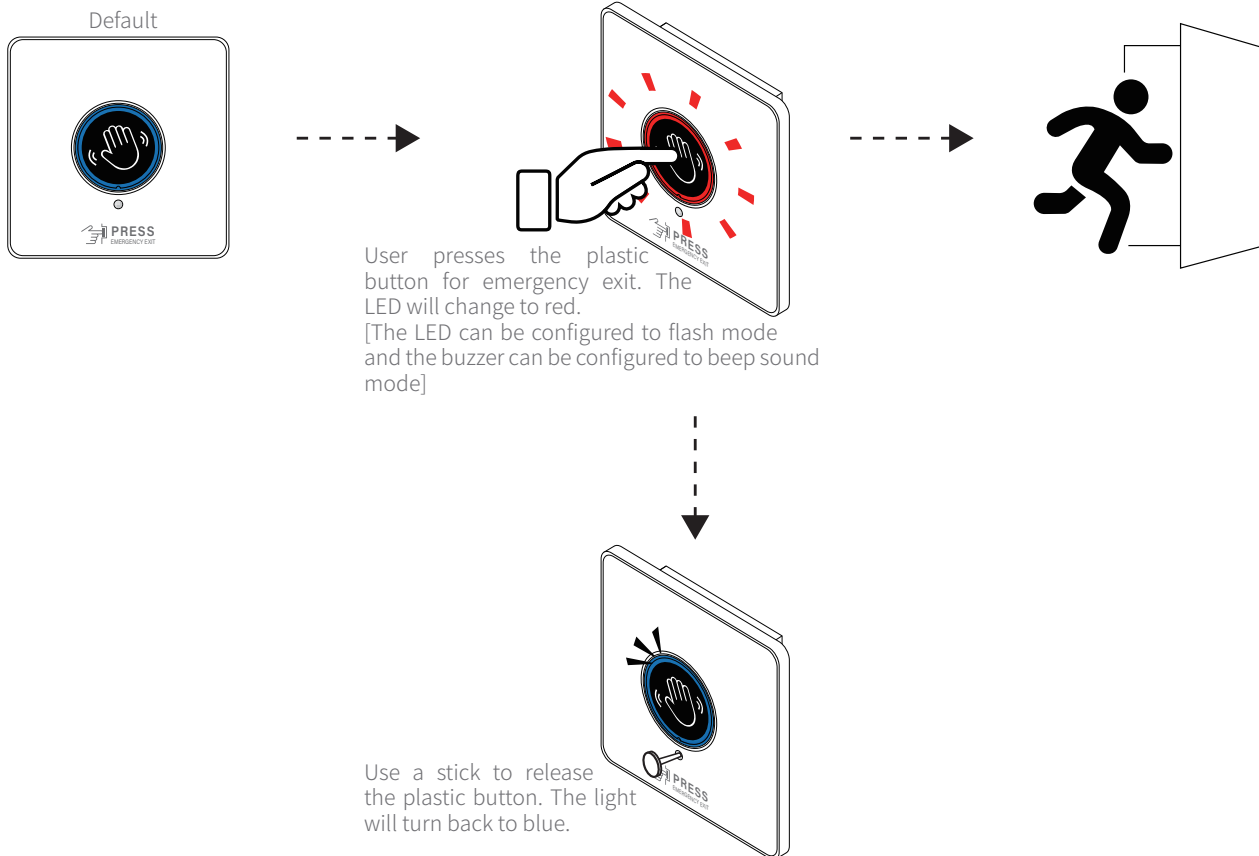 Default
PRESS
EMERGENCY EXIT
PRESS
EMERGENCY EXIT
User presses the plastic
button for emergency exit. The
LED will change to red.
[The LED can be configured to flash mode
and the buzzer can be configured to beep sound
mode]
PRESS
EMERGENCY EXIT
Use a stick to release
the plastic button. The light
will turn back to blue.